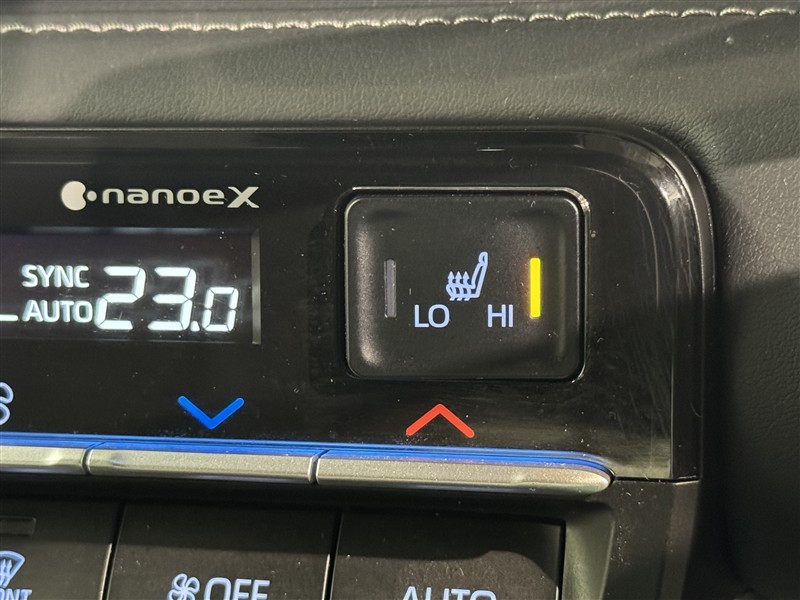 nanoeX
SYNC
AUTO 23.0
LO HI
OFF
AUTO